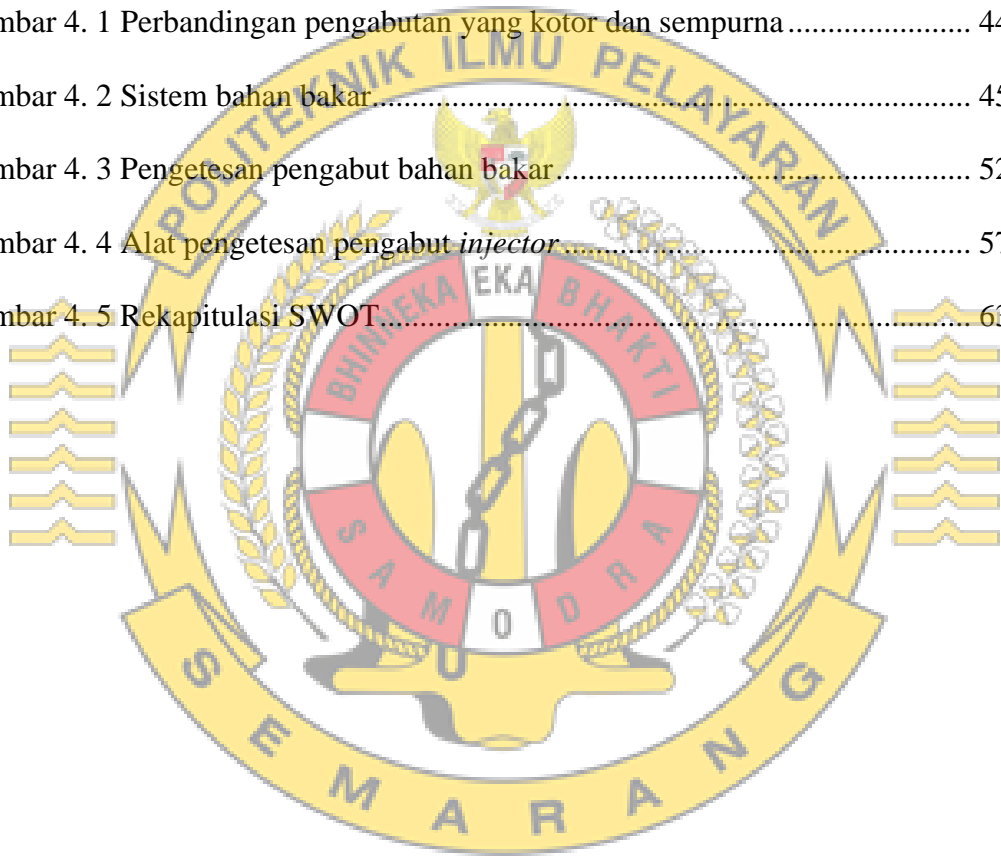 mbar 4. 1 Perbandingan pengabutan yang kotor dan sempurna ..................... 44
mbar 4. 2 Sistem bahan bakar..................................................................... 45
mbar 4. 3 Pengetesan pengabut bahan bakar................................................ 52
mbar 4. 4 Alat pengetesan pengabut injector............................................... 57
mbar 4. 5 Rekapitulasi SWOT.................................................................... 63
POLITEKNIK ILMU PELAYARAN
BHINNEKA EKA BHAKTI
SAMODRA
SEMARANG